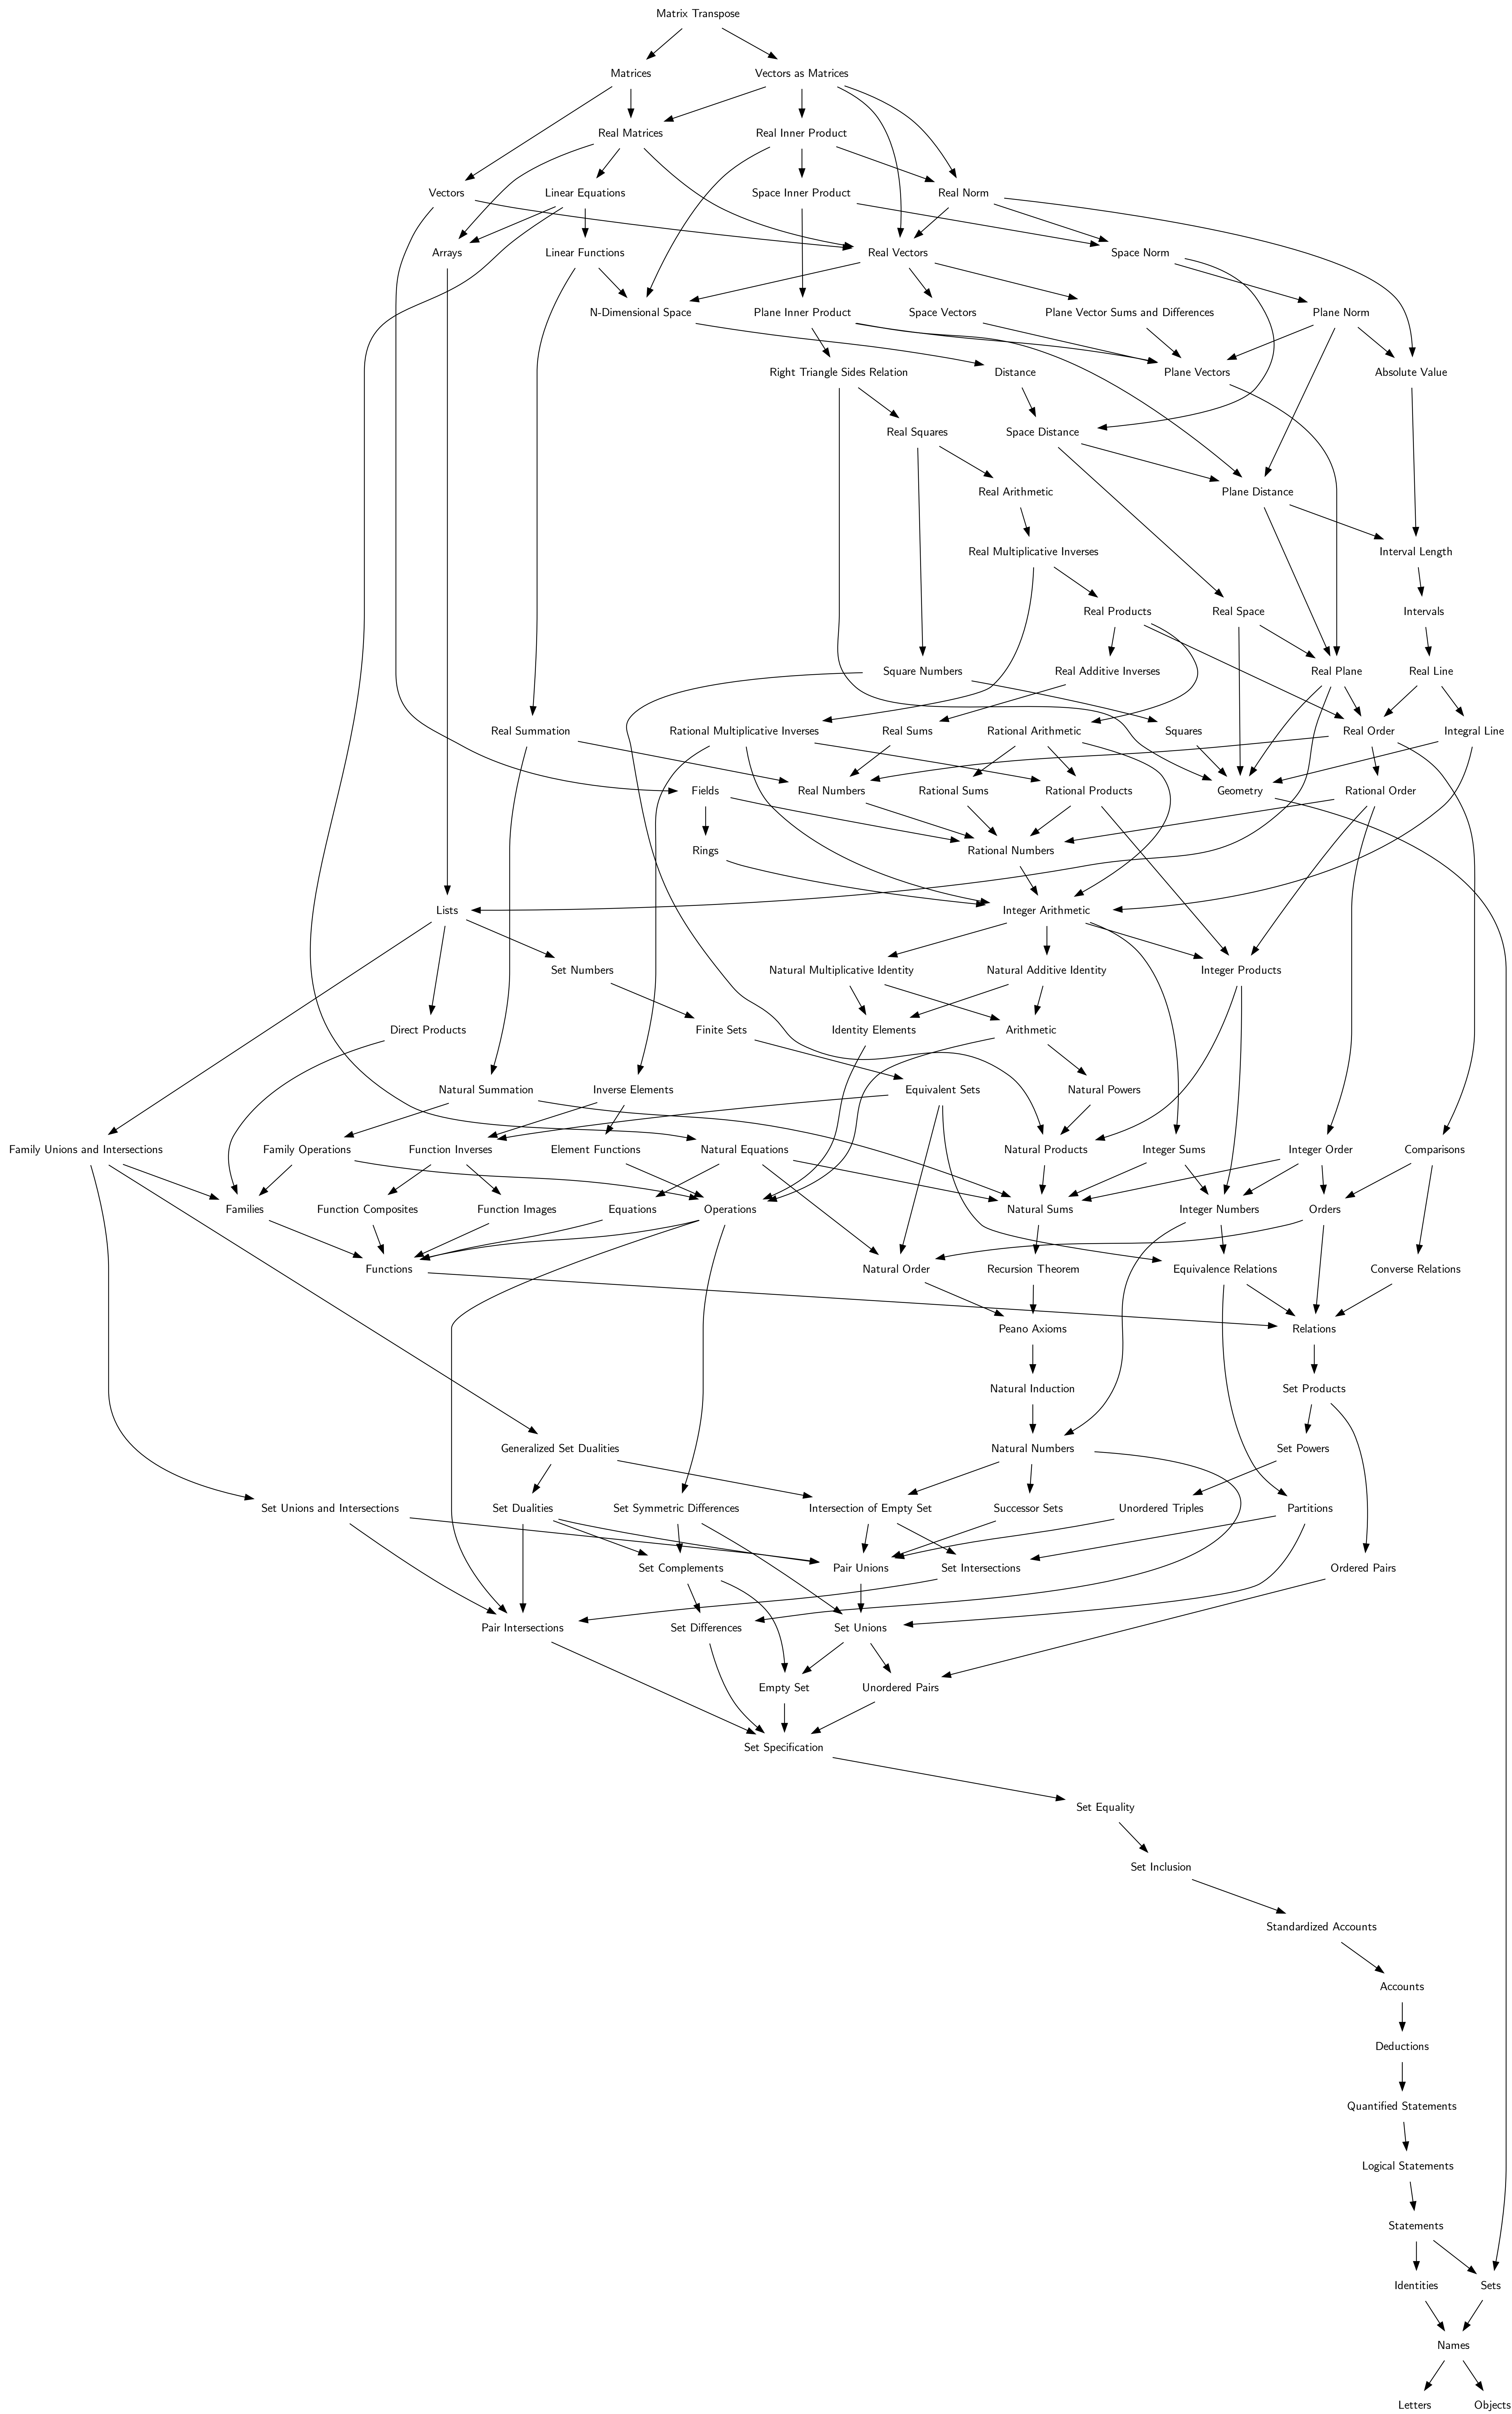 Matrix Transpose
Matrices
Vectors as Matrices
Real Matrices
Real Inner Product
Vectors
Linear Equations
Space Inner Product
Real Norm
Arrays
Linear Functions
Real Vectors
Space Norm
N-Dimensional Space
Plane Inner Product
Space Vectors
Plane Vector Sums and Differences
Plane Norm
Right Triangle Sides Relation
Distance
Plane Vectors
Absolute Value
Real Squares
Space Distance
Real Arithmetic
Plane Distance
Real Multiplicative Inverses
Interval Length
Real Products
Real Space
Intervals
Square Numbers
Real Additive Inverses
Real Plane
Real Line
Real Summation
Rational Multiplicative Inverses
Real Sums
Rational Arithmetic
Squares
Real Order
Integral Line
Fields
Real Numbers
Rational Sums
Rational Products
Geometry
Rational Order
Rings
Rational Numbers
Lists
Integer Arithmetic
Set Numbers
Natural Multiplicative Identity
Natural Additive Identity
Integer Products
Direct Products
Finite Sets
Identity Elements
Arithmetic
Natural Summation
Inverse Elements
Equivalent Sets
Natural Powers
Family Unions and Intersections
Family Operations
Function Inverses
Element Functions
Natural Equations
Natural Products
Integer Sums
Integer Order
Comparisons
Families
Function Composites
Function Images
Equations
Operations
Natural Sums
Integer Numbers
Orders
Functions
Natural Order
Recursion Theorem
Equivalence Relations
Converse Relations
Peano Axioms
Relations
Natural Induction
Set Products
Generalized Set Dualities
Natural Numbers
Set Powers
Set Unions and Intersections
Set Dualities
Set Symmetric Differences
Intersection of Empty Set
Successor Sets
Unordered Triples
Partitions
Set Complements
Pair Unions
Set Intersections
Ordered Pairs
Pair Intersections
Set Differences
Set Unions
Empty Set
Unordered Pairs
Set Specification
Set Equality
Set Inclusion
Standardized Accounts
Accounts
Deductions
Quantified Statements
Logical Statements
Statements
Identities
Sets
Names
Letters
Objects